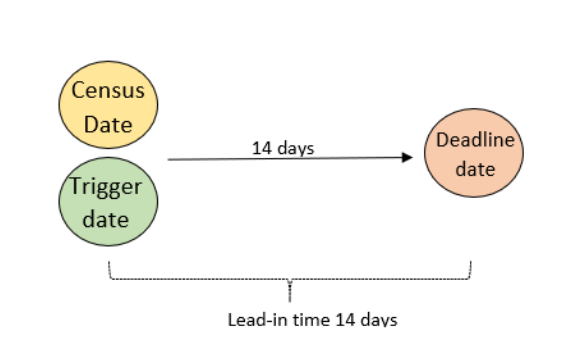 Census
Date
Trigger
date
14 days
Deadline
date
Lead-in time 14 days